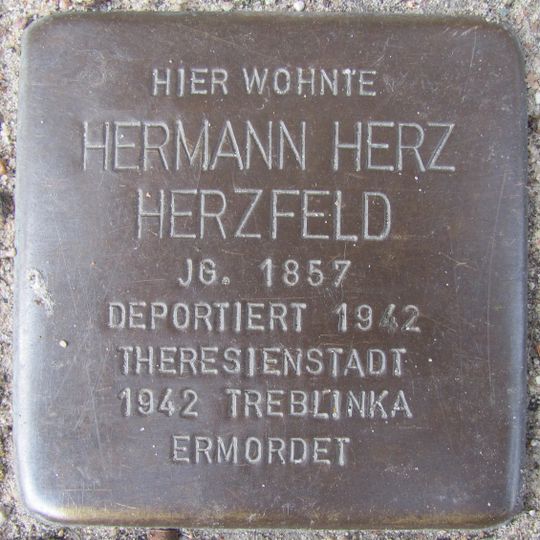 HIER WOHNTE
HERMANN HERZ
HERZFELD
JG. 1857
DEPORTIERT 1942
THERESIENSTADT
1942 TREBLINKA
ERMORDET